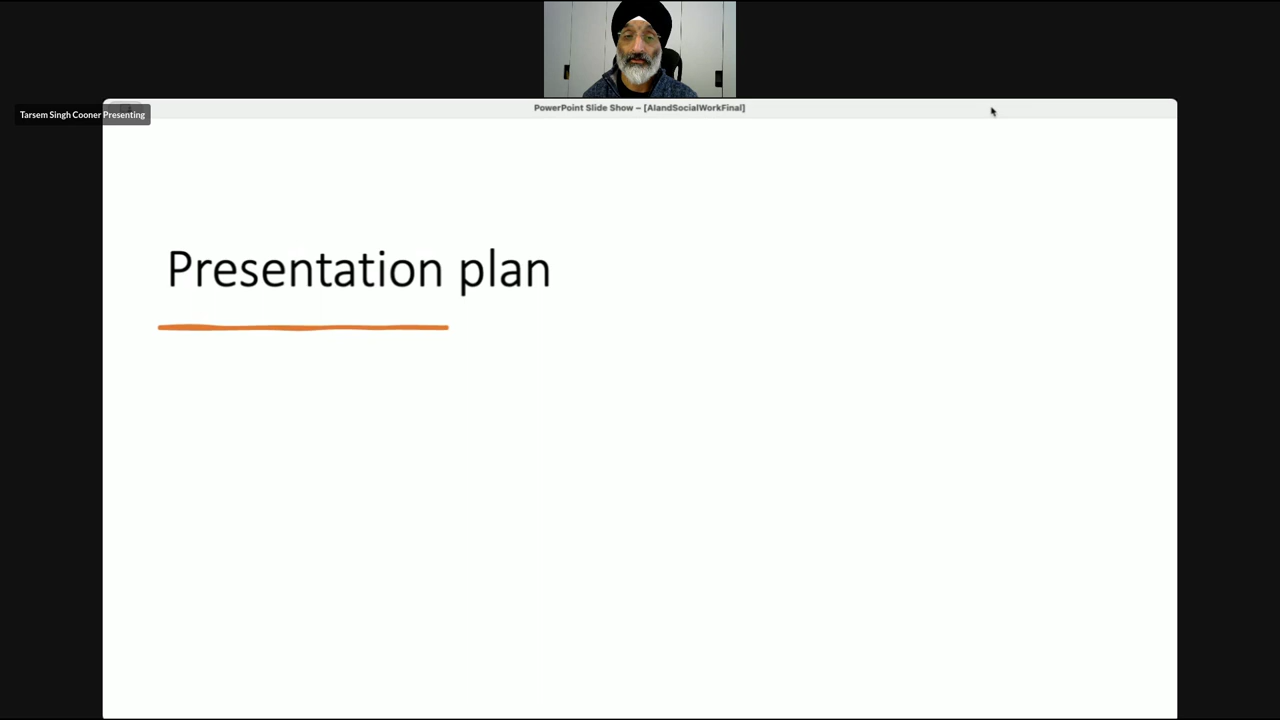 PowerPoint Slide Show – [AIandSocialWorkFinal]
Tarsem Singh Cooner Presenting
Presentation plan